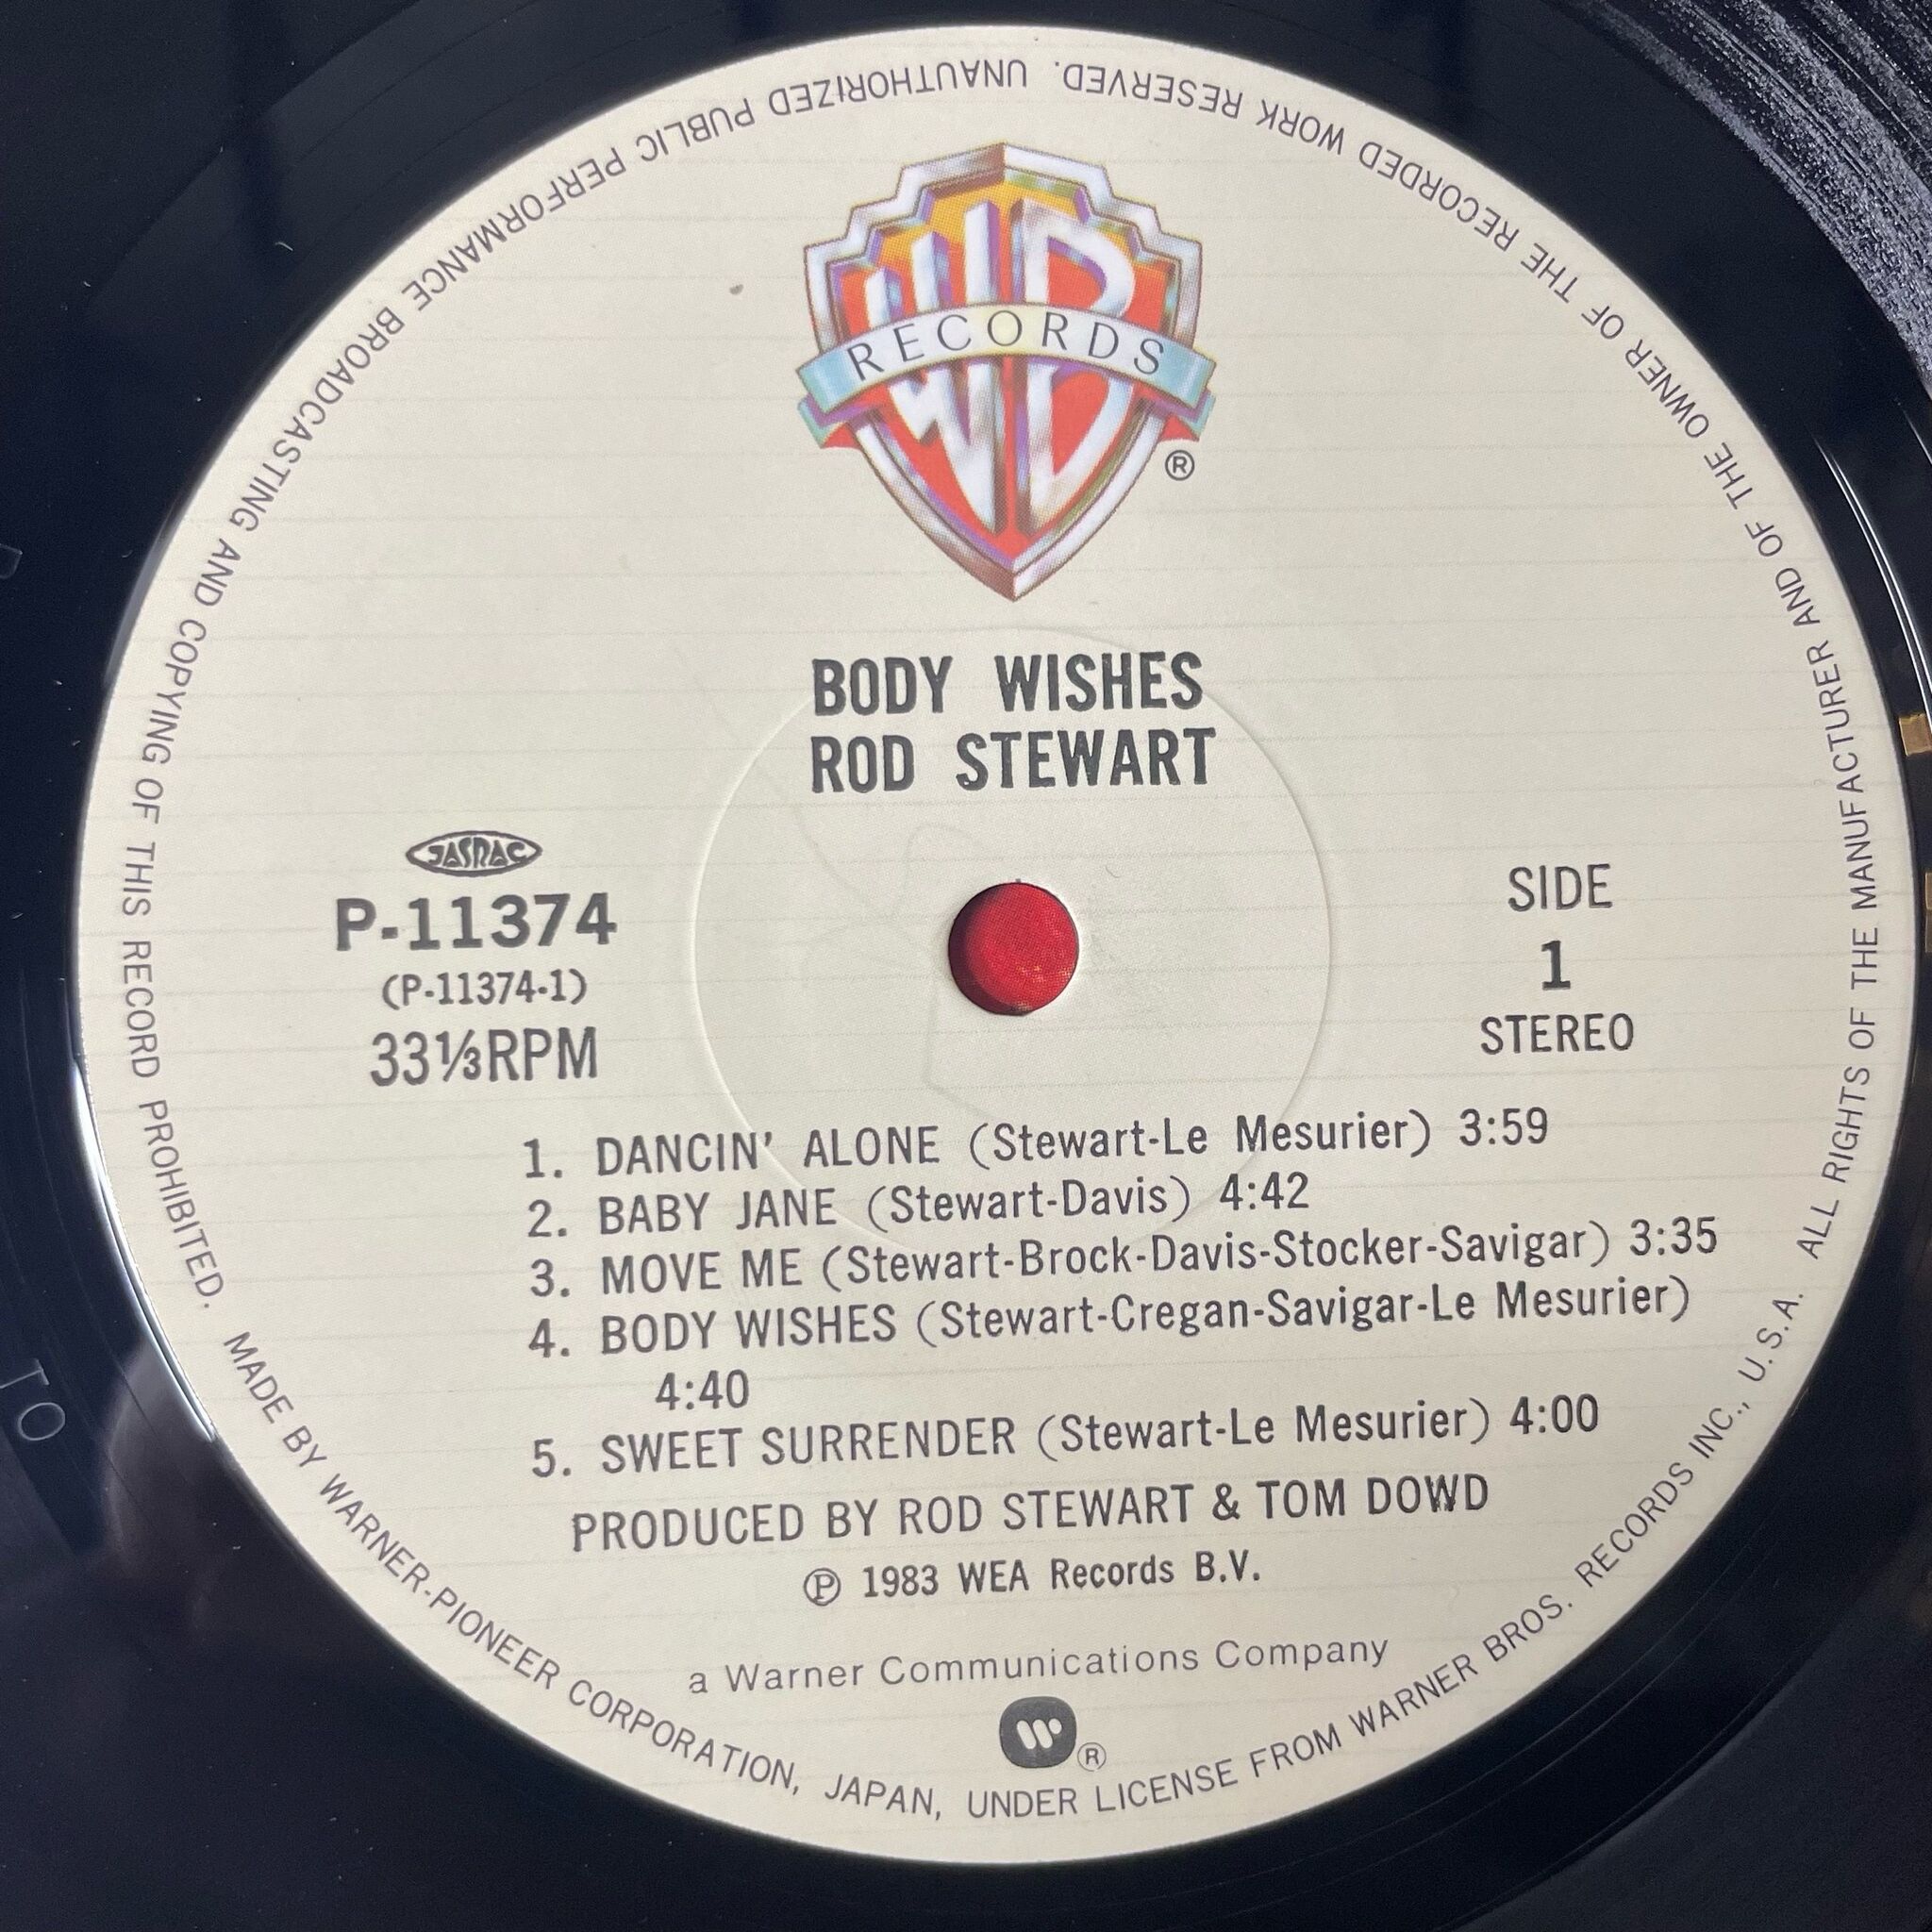 WB
RECORDS
®
BODY WISHES
ROD STEWART
JASRAC
P-11374
(P-11374-1)
33⅓RPM
SIDE
1
STEREO
1. DANCIN' ALONE (Stewart-Le Mesurier) 3:59
2. BABY JANE (Stewart-Davis) 4:42
3. MOVE ME (Stewart-Brock-Davis-Stocker-Savigar) 3:35
4. BODY WISHES (Stewart-Cregan-Savigar-Le Mesurier)
4:40
5. SWEET SURRENDER (Stewart-Le Mesurier) 4:00
PRODUCED BY ROD STEWART & TOM DOWD
℗ 1983 WEA Records B.V.
a Warner Communications Company
W ®
MADE BY WARNER-PIONEER CORPORATION, JAPAN, UNDER LICENSE FROM WARNER BROS. RECORDS INC., U.S.A. ALL RIGHTS OF THE MANUFACTURER AND OF THE OWNER OF THE RECORDED WORK RESERVED. UNAUTHORIZED PUBLIC PERFORMANCE BROADCASTING AND COPYING OF THIS RECORD PROHIBITED.